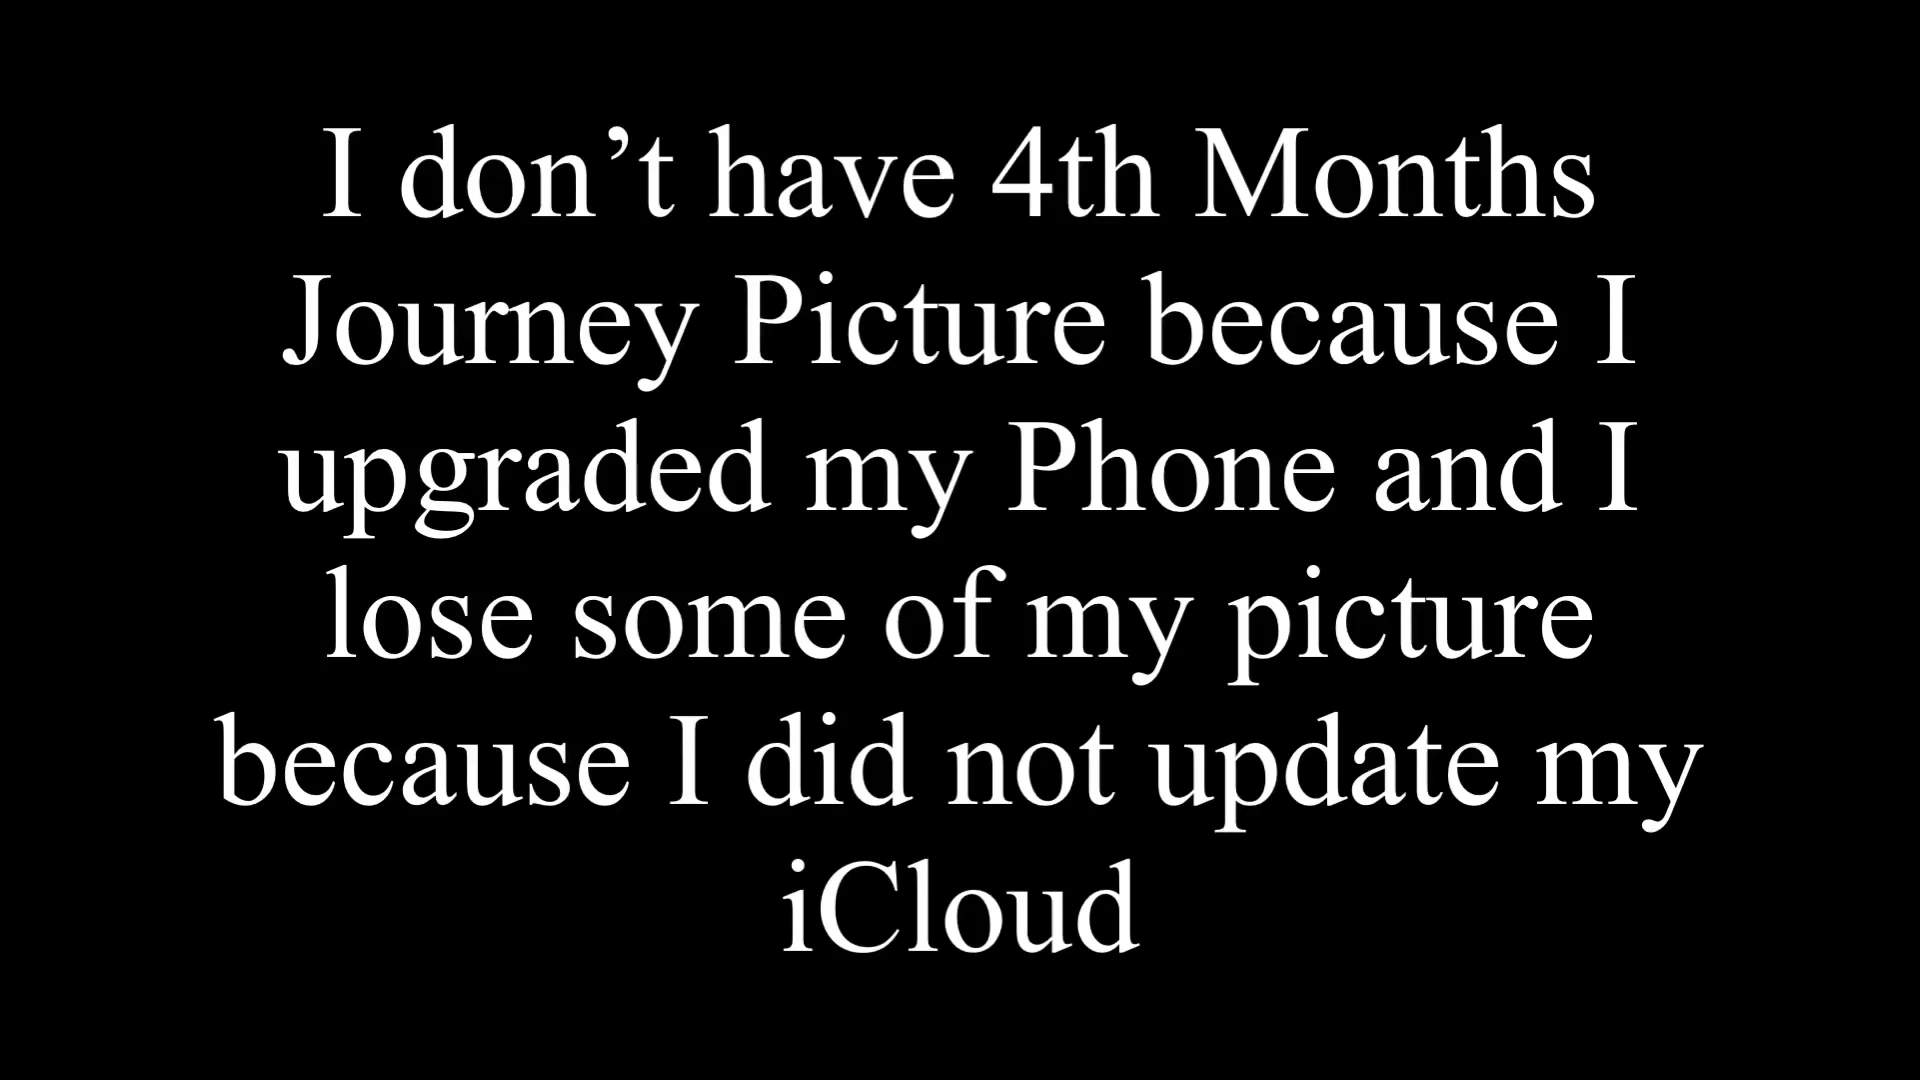 I don’t have 4th Months
Journey Picture because I
upgraded my Phone and I
lose some of my picture
because I did not update my
iCloud